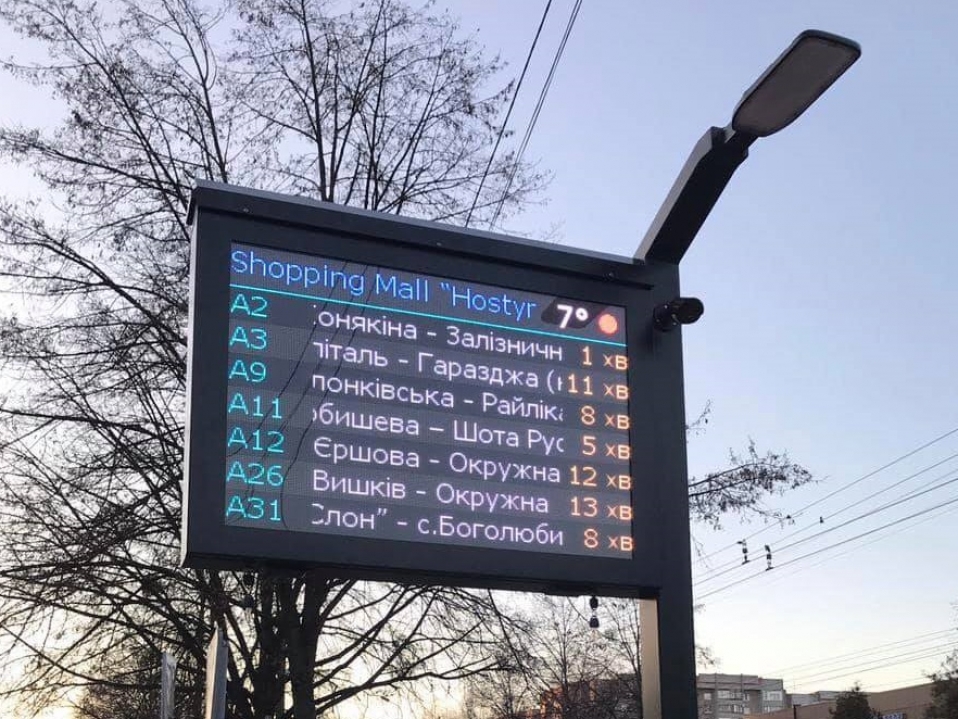 Shopping Mall "Hostyr 7°
A2 онякіна - Залізничн 1 хв
A3 піталь - Гаразджа ( 11 хв
A9 понківська - Райліка 8 хв
A11 обишева - Шота Рус 5 хв
A12 Єршова - Окружна 12 хв
A26 Вишків - Окружна 13 хв
A31 Слон" - с.Боголюби 8 хв